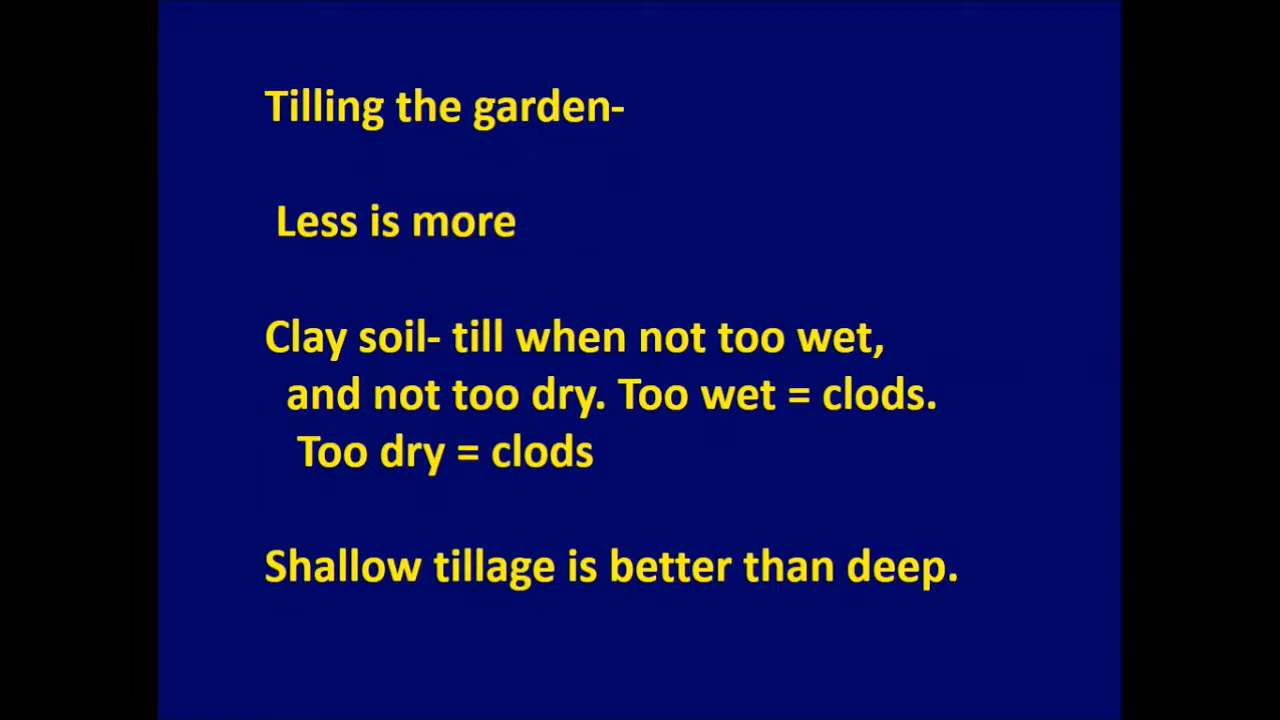 Tilling the garden-
Less is more
Clay soil- till when not too wet,
and not too dry. Too wet = clods.
Too dry = clods
Shallow tillage is better than deep.